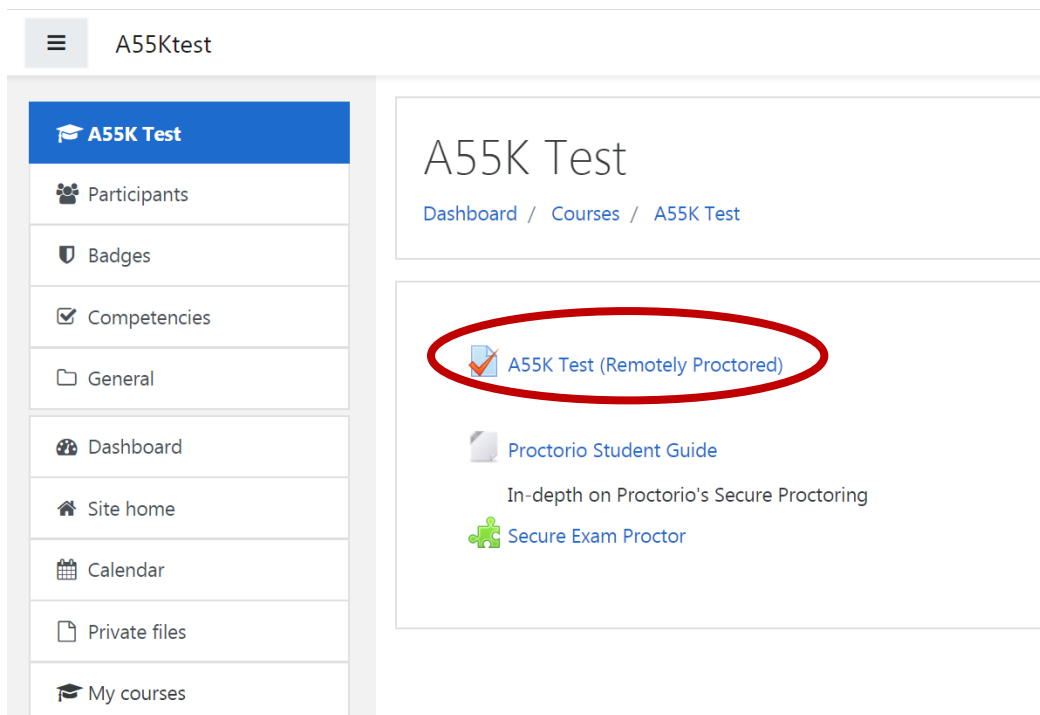 A55Ktest
A55K Test
Participants
Badges
Competencies
General
Dashboard
Site home
Calendar
Private files
My courses
A55K Test
Dashboard / Courses / A55K Test
A55K Test (Remotely Proctored)
Proctorio Student Guide
In-depth on Proctorio's Secure Proctoring
Secure Exam Proctor